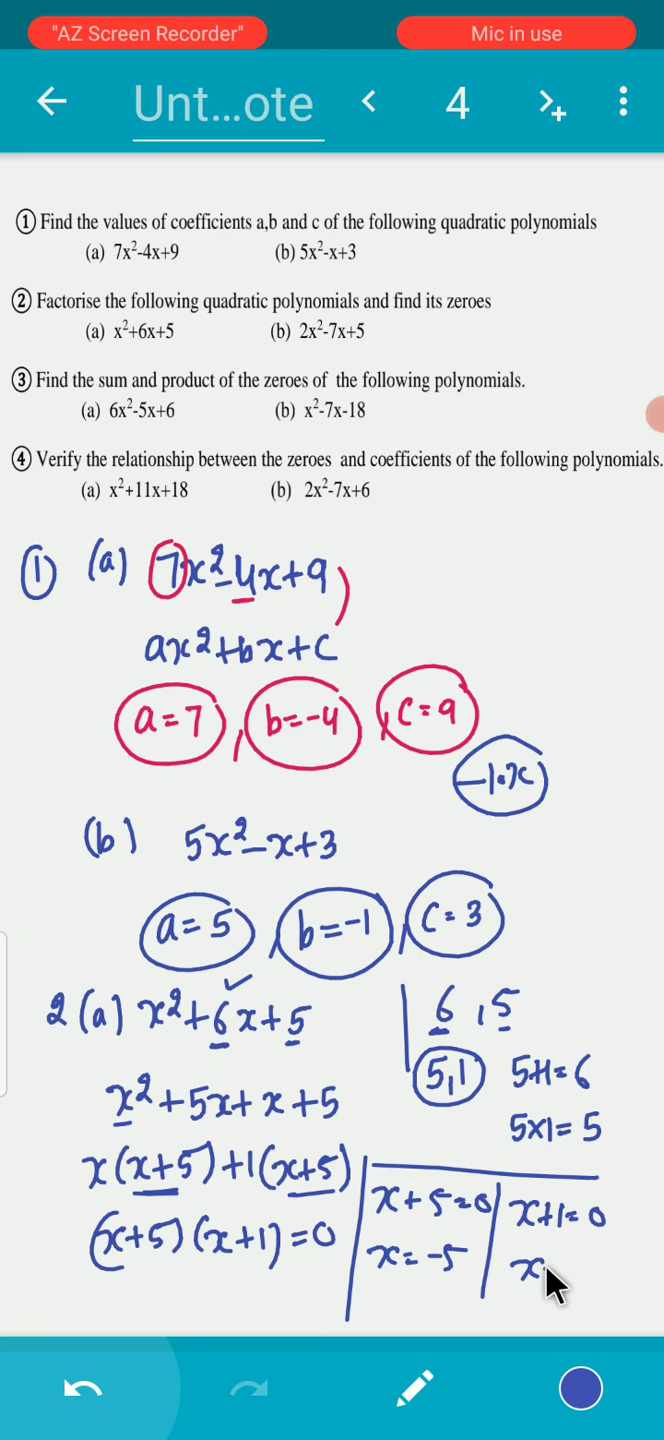 "AZ Screen Recorder" Mic in use
Unt...ote 4
① Find the values of coefficients a,b and c of the following quadratic polynomials
(a) 7x²-4x+9 (b) 5x²-x+3
② Factorise the following quadratic polynomials and find its zeroes
(a) x²+6x+5 (b) 2x²-7x+5
③ Find the sum and product of the zeroes of the following polynomials.
(a) 6x²-5x+6 (b) x²-7x-18
④ Verify the relationship between the zeroes and coefficients of the following polynomials.
(a) x²+11x+18 (b) 2x²-7x+6
① (a) 7x²-4x+9)
ax²+bx+c
a=7, b=-4, c=9
-1.x
(b) 5x²-x+3
a=5, b=-1, c=3
2 (a) x²+6x+5 6,5
5,1 5+1=6
x²+5x+x+5
5x1=5
x(x+5)+1(x+5)
x+5=0 x+1=0
(x+5)(x+1)=0
x=-5 x